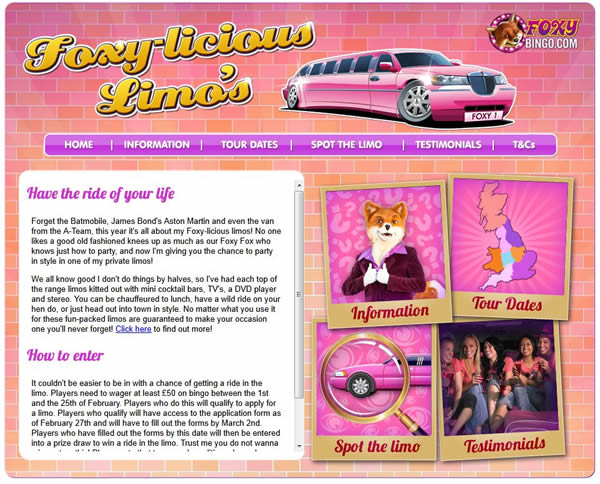 Foxy-licious
Limo's
FOXY
BINGO.COM
FOXY 1
HOME | INFORMATION | TOUR DATES | SPOT THE LIMO | TESTIMONIALS | T&Cs
Have the ride of your life
Forget the Batmobile, James Bond's Aston Martin and even the van
from the A-Team, this year it's all about my Foxy-licious limos! No one
likes a good old fashioned knees up as much as our Foxy Fox who
knows just how to party, and now I'm giving you the chance to party
in style in one of my private limos!
We all know good I don't do things by halves, so I've had each top of
the range limos kitted out with mini cocktail bars, TV's, a DVD player
and stereo. You can be chauffeured to lunch, have a wild ride on your
hen do, or just head out into town in style. No matter what you use it
for these fun-packed limos are guaranteed to make your occasion
one you'll never forget! Click here to find out more!
How to enter
It couldn't be easier to be in with a chance of getting a ride in the
limo. Players need to wager at least £50 on bingo between the 1st
and the 25th of February. Players who do this will qualify to apply for
a limo. Players who qualify will have access to the application form as
of February 27th and will have to fill out the forms by March 2nd.
Players who have filled out the forms by this date will then be entered
into a prize draw to win a ride in the limo. Trust me you do not wanna
Information
Tour Dates
Spot the limo
Testimonials